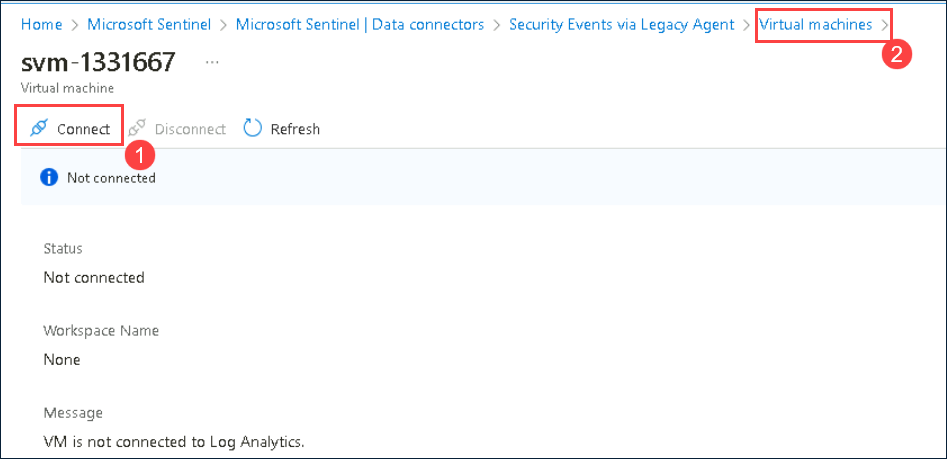 Home > Microsoft Sentinel > Microsoft Sentinel | Data connectors > Security Events via Legacy Agent > Virtual machines >
2
svm-1331667 ...
Virtual machine
Connect Disconnect Refresh
1
Not connected
Status
Not connected
Workspace Name
None
Message
VM is not connected to Log Analytics.